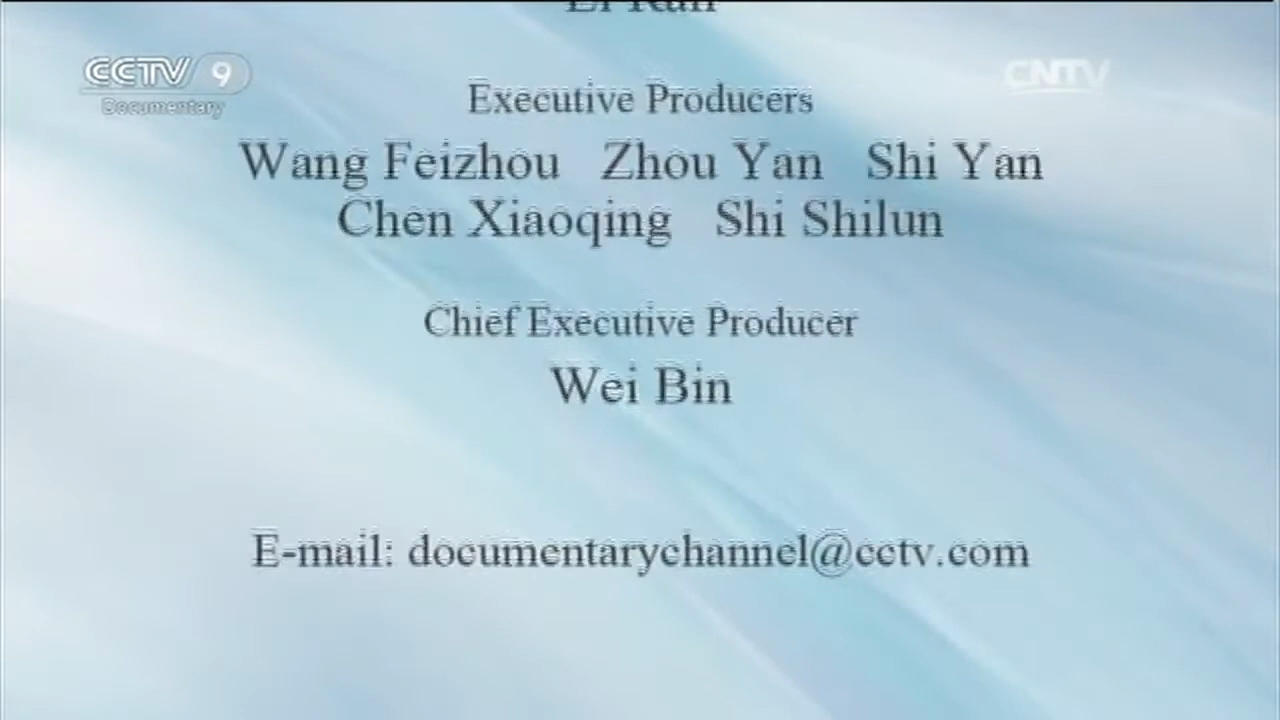 CCTV 9
Documentary
CNTV
Executive Producers
Wang Feizhou Zhou Yan Shi Yan
Chen Xiaoqing Shi Shilun
Chief Executive Producer
Wei Bin
E-mail: documentarychannel@cctv.com